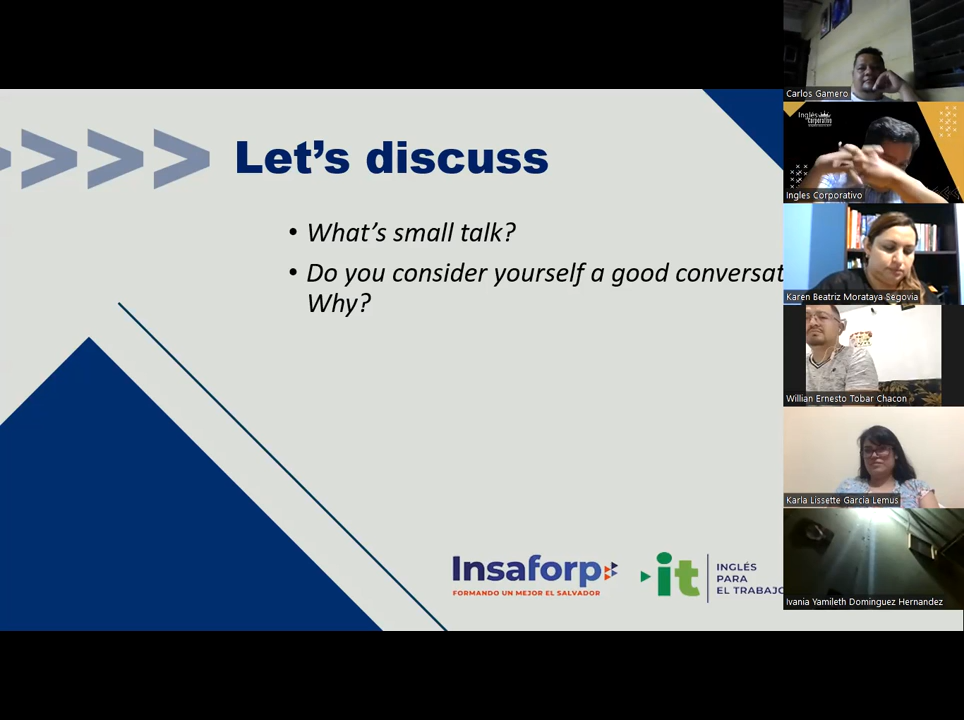 Let's discuss
• What's small talk?
• Do you consider yourself a good conversat
Why?
Insaforp
FORMANDO UN MEJOR EL SALVADOR
it
INGLÉS
PARA
EL TRABAJO
Carlos Gamero
Inglés
Corporativo
Ingles Corporativo
Karen Beatriz Morataya Segovia
Willian Ernesto Tobar Chacon
Karla Lissette Garcia Lemus
Ivania Yamileth Dominguez Hernandez